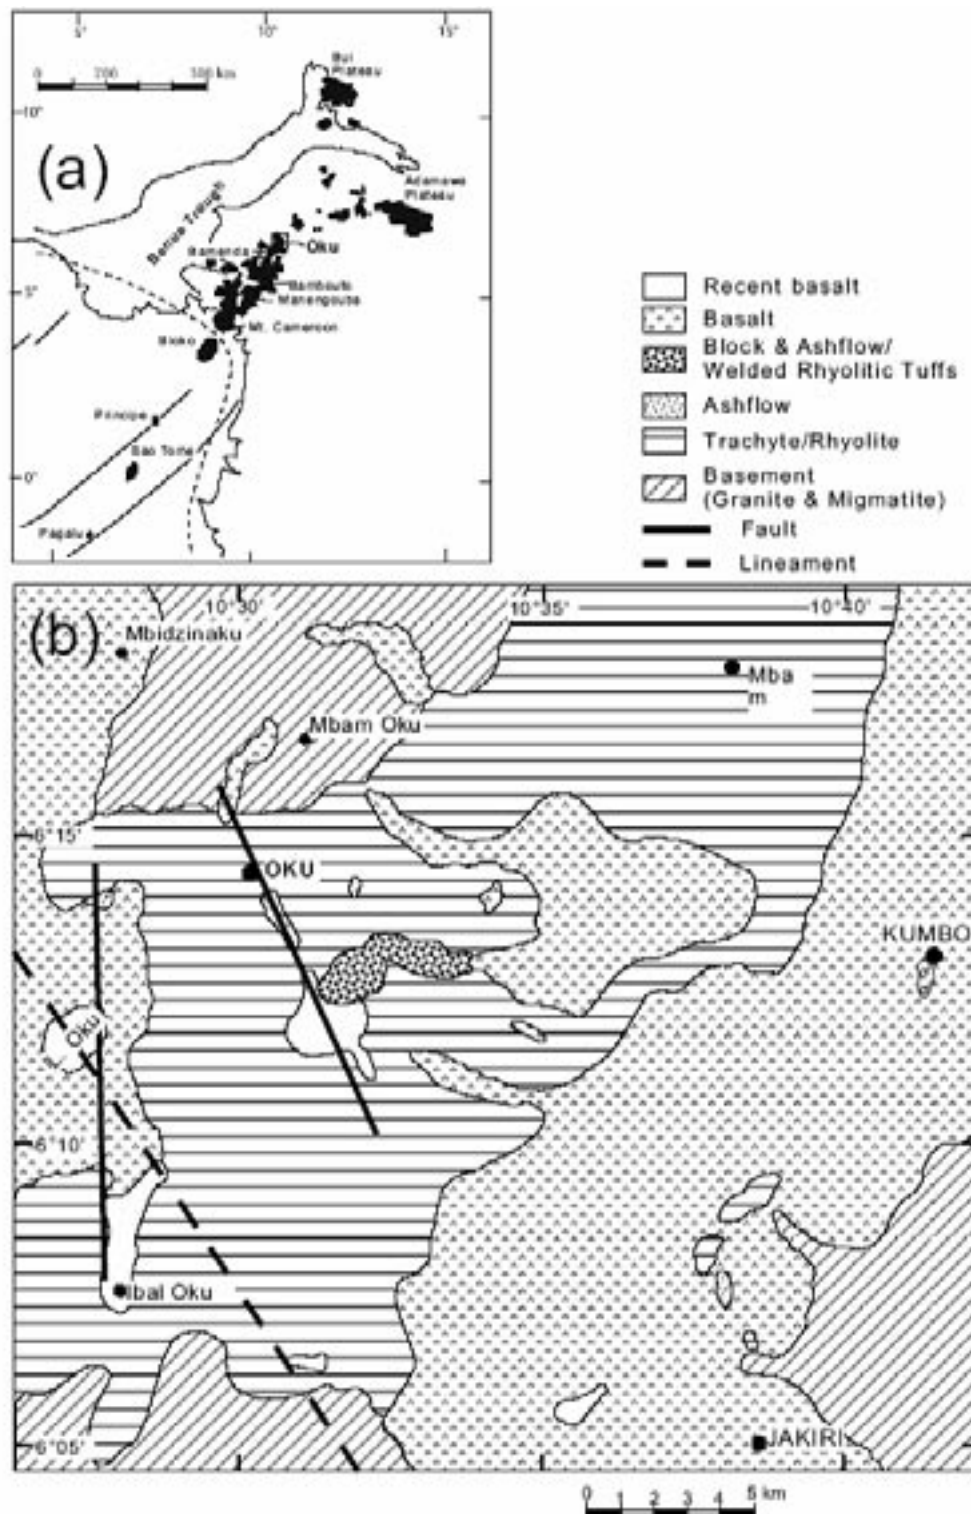 5°
10°
15°
0
200
300 km
Bui
Plateau
10°
(a)
Adamawa
Plateau
Benue Trough
Oku
Bamenda
Bambouto
5°
Manengouba
Mt. Cameroon
Bioko
Principe
Sao Tome
0°
Pagalu
Recent basalt
Basalt
Block & Ashflow/
Welded Rhyolitic Tuffs
Ashflow
Trachyte/Rhyolite
Basement
(Granite & Migmatite)
Fault
Lineament
(b)
10°30'
10°35'
10°40'
Mbidzinaku
Mba
m
Mbam Oku
6°15'
OKU
KUMBO
Oku
6°10'
Ibal Oku
6°05'
JAKIRI
0 1 2 3 4 5 km